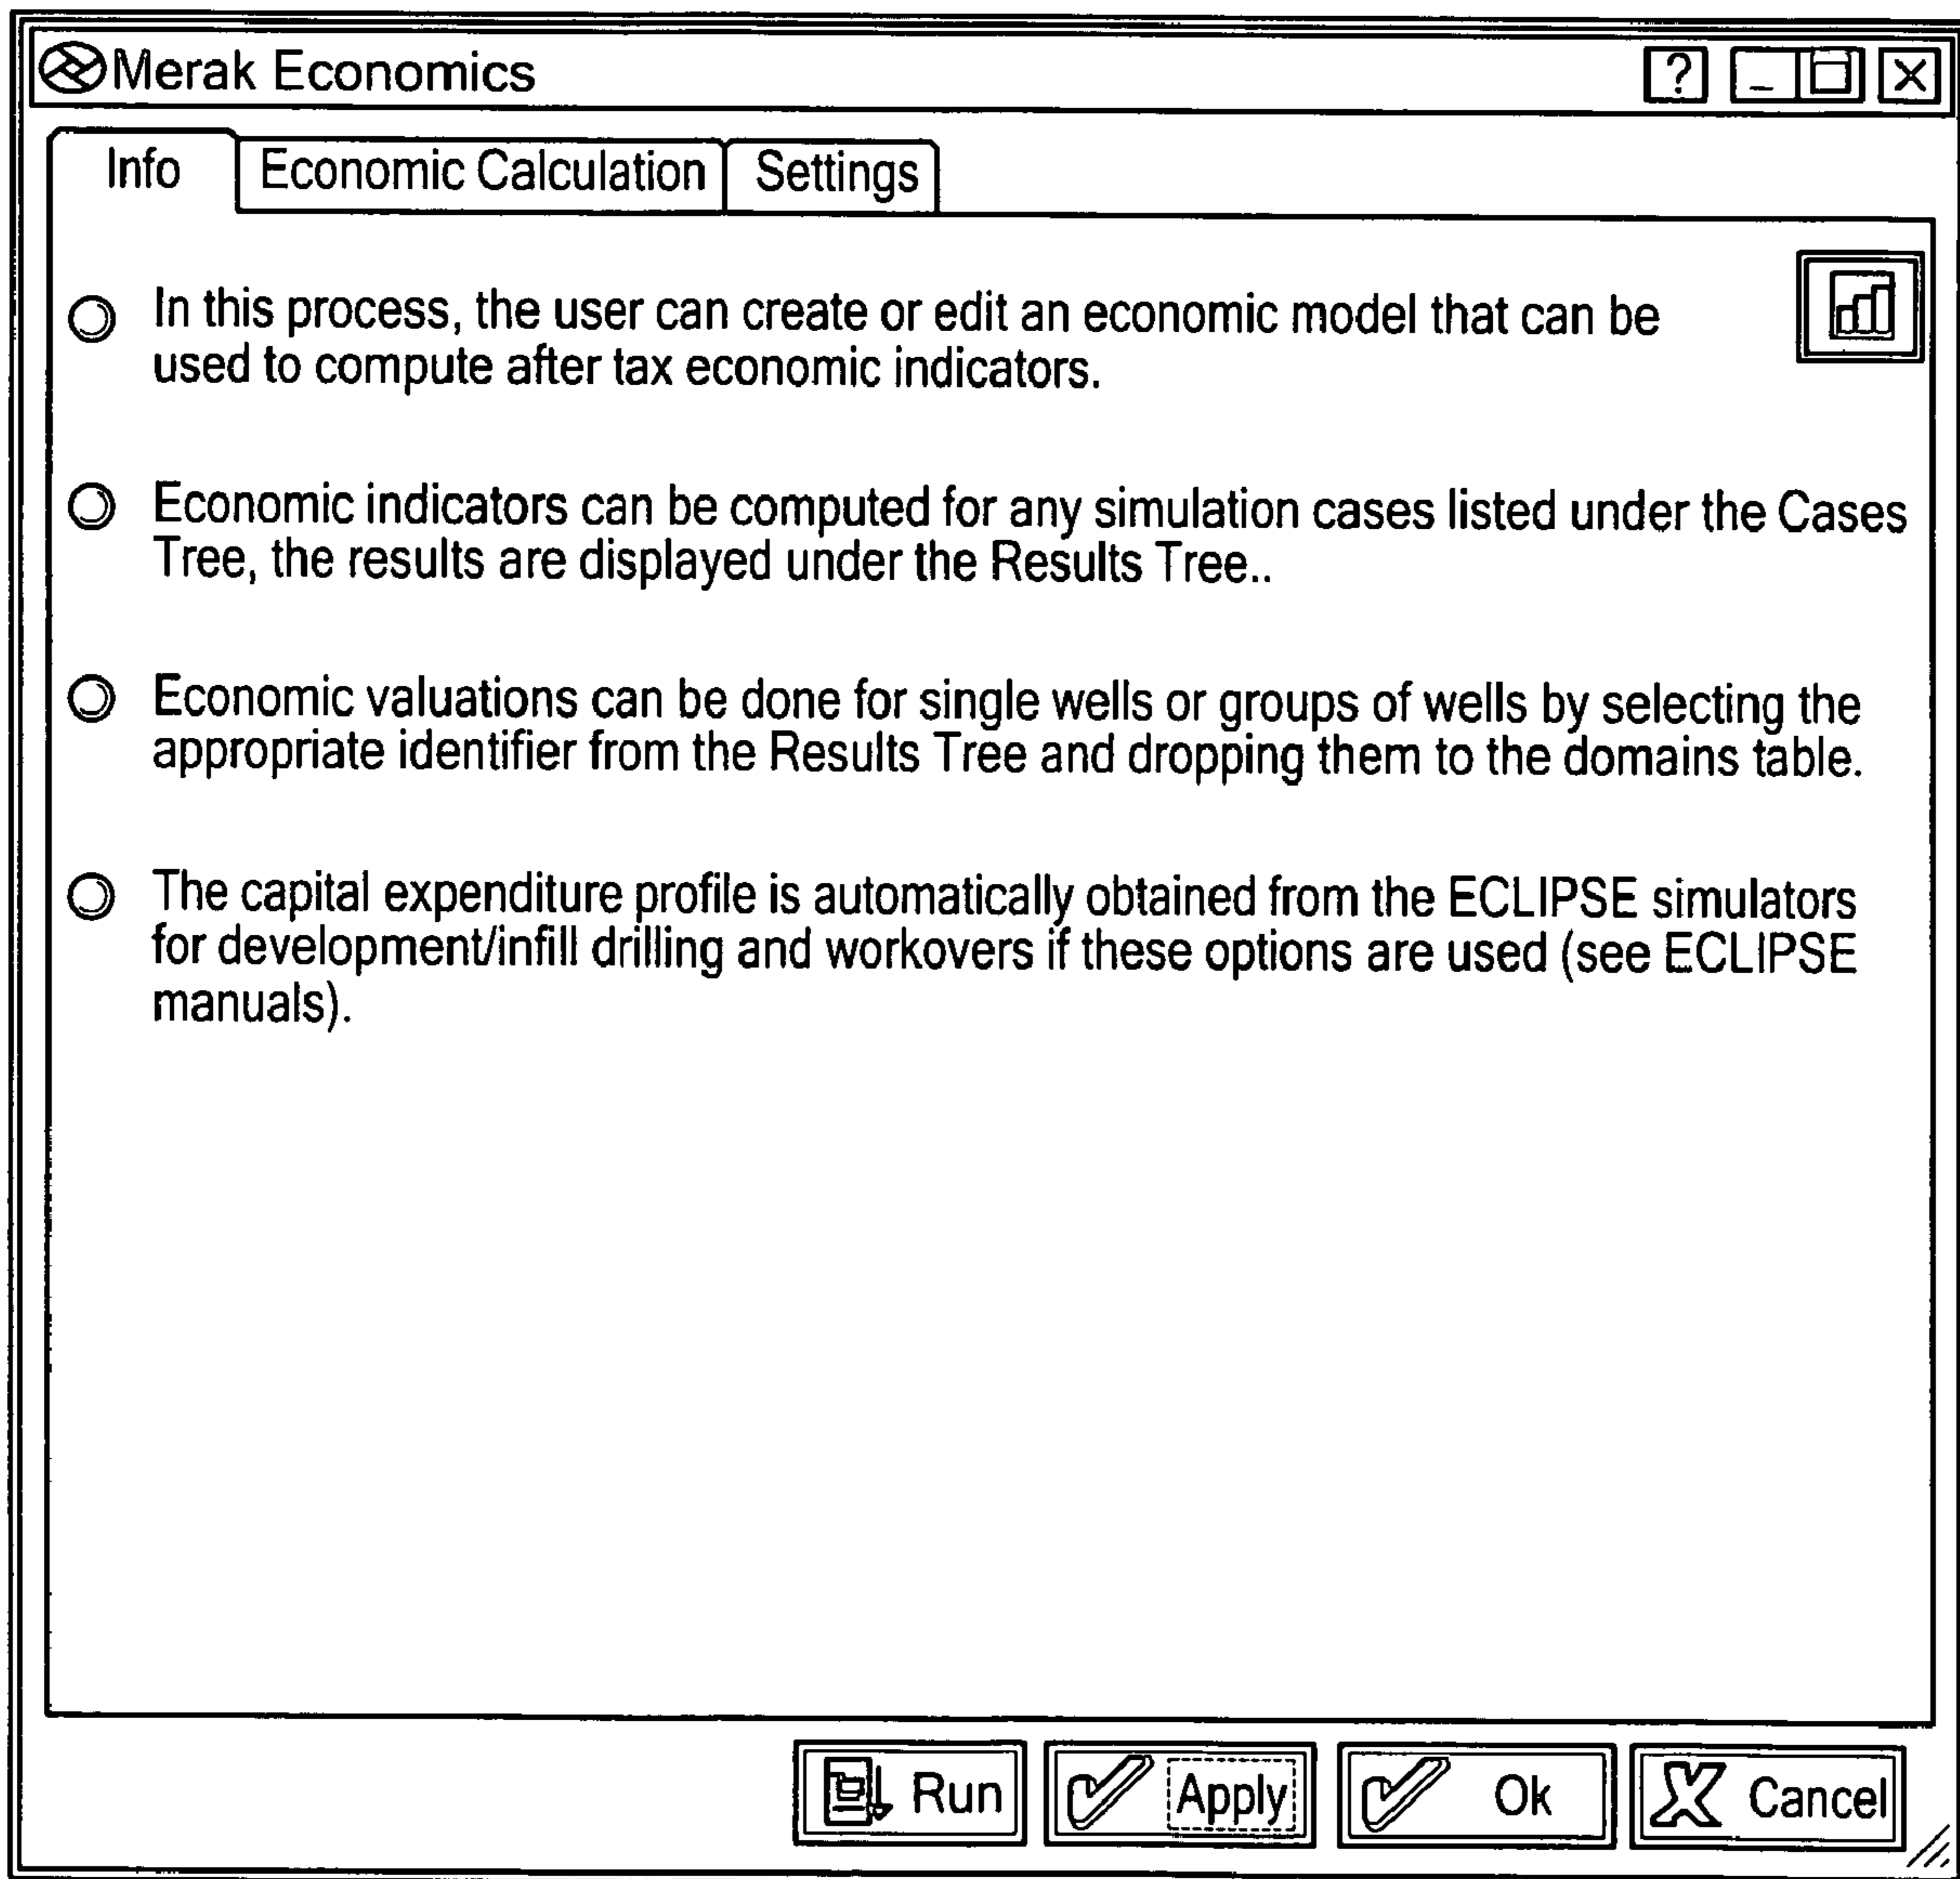 Merak Economics
?
Info
Economic Calculation
Settings
In this process, the user can create or edit an economic model that can be
used to compute after tax economic indicators.
Economic indicators can be computed for any simulation cases listed under the Cases
Tree, the results are displayed under the Results Tree..
Economic valuations can be done for single wells or groups of wells by selecting the
appropriate identifier from the Results Tree and dropping them to the domains table.
The capital expenditure profile is automatically obtained from the ECLIPSE simulators
for development/infill drilling and workovers if these options are used (see ECLIPSE
manuals).
Run
Apply
Ok
Cancel